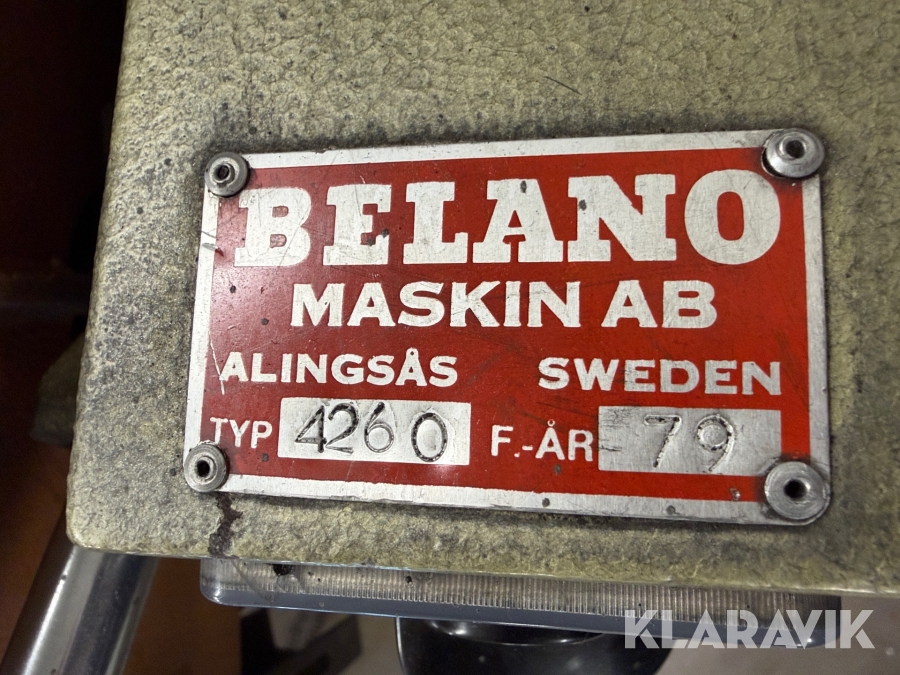 BELANO
MASKIN AB
ALINGSÅS SWEDEN
TYP 4260 F.-ÅR 79
KLARAVIK